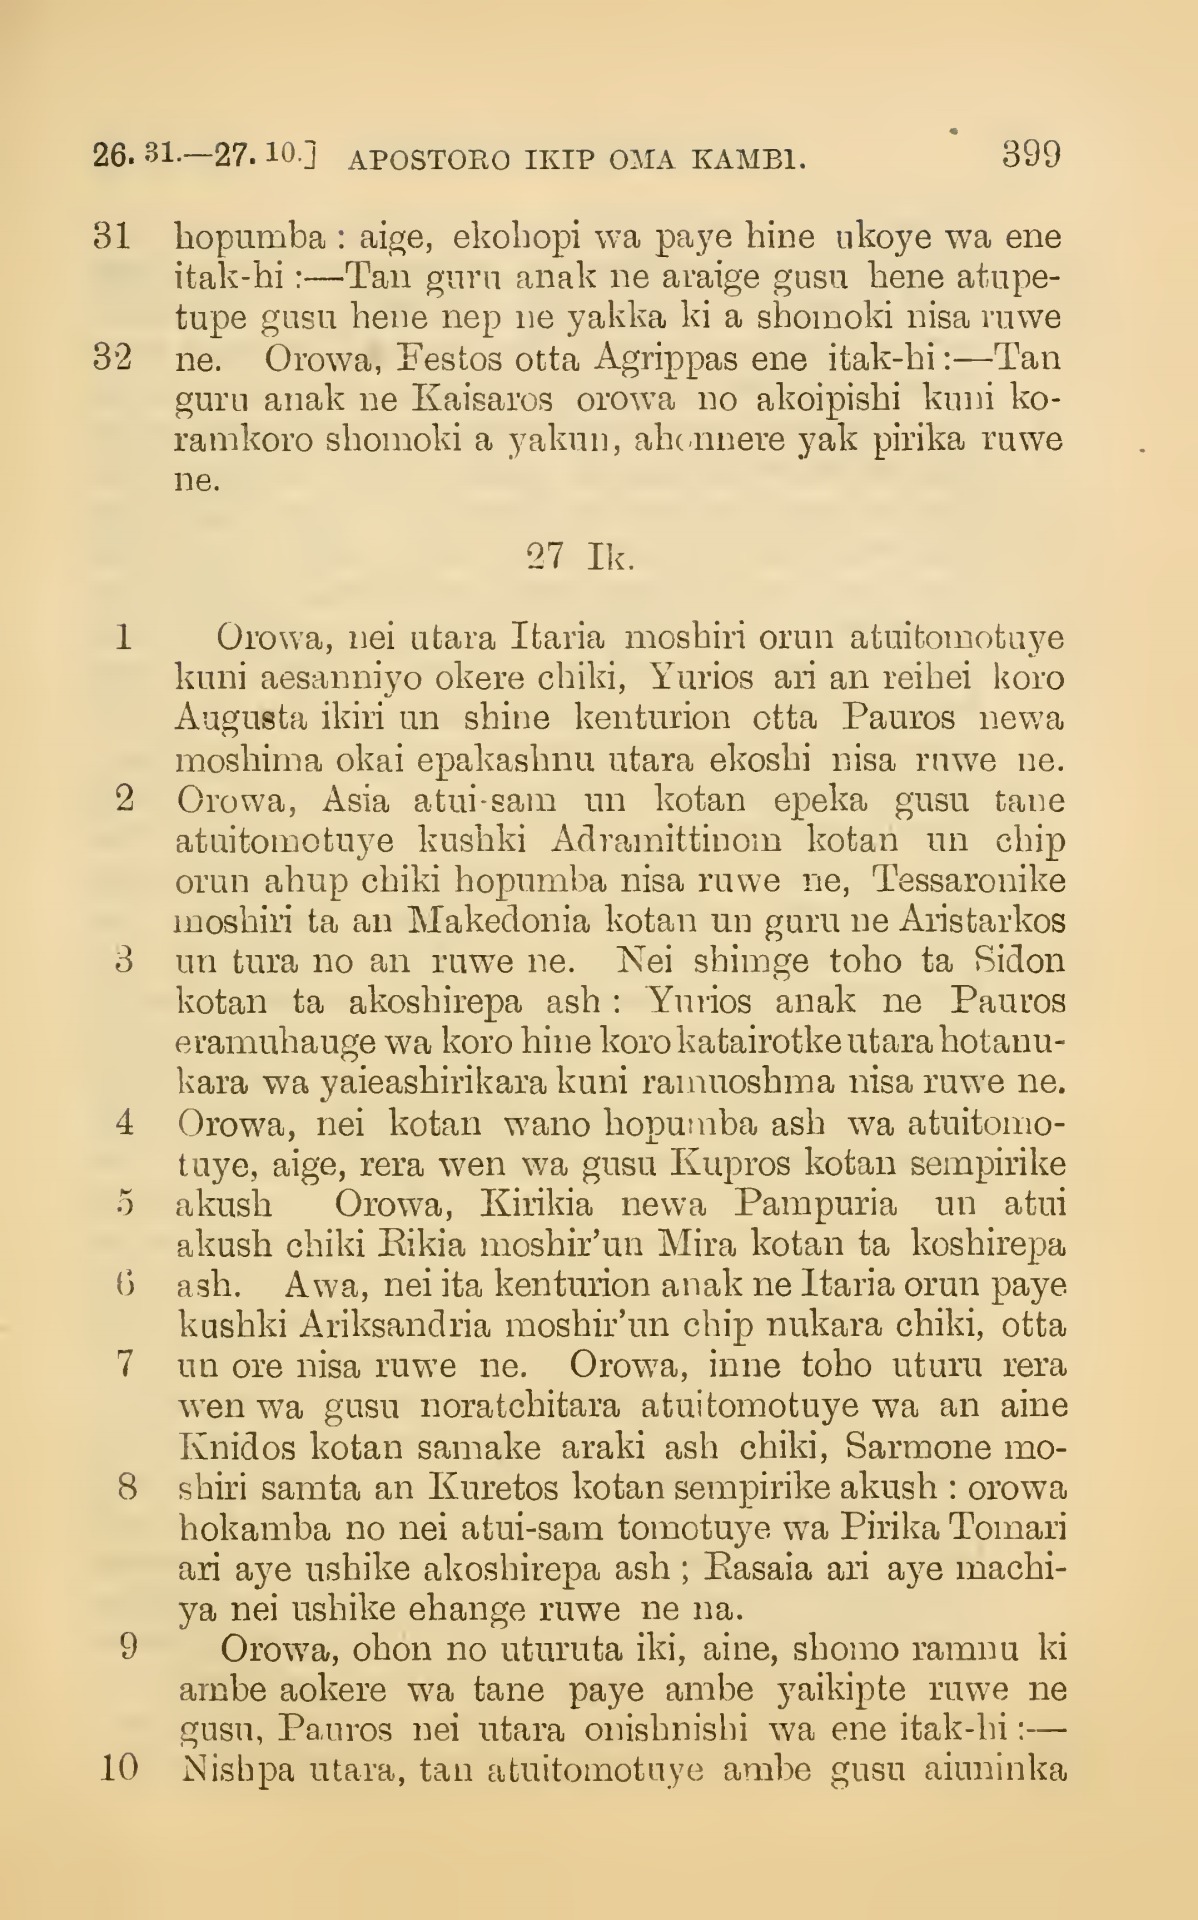 26. 31.—27. 10.] APOSTORO IKIP OMA KAMBI. 399
31 hopumba : aige, ekohopi wa paye hine ukoye wa ene
itak-hi :—Tan guru anak ne araige gusu hene atupe-
tupe gusu hene nep ne yakka ki a shomoki nisa ruwe
32 ne. Orowa, Festos otta Agrippas ene itak-hi :—Tan
guru anak ne Kaisaros orowa no akoipishi kuni ko-
ramkoro shomoki a yakun, ahonnere yak pirika ruwe
ne.
27 Ik.
1 Orowa, nei utara Itaria moshiri orun atuitomotuye
kuni aesanniyo okere chiki, Yurios ari an reihei koro
Augusta ikiri un shine kenturion otta Pauros newa
moshima okai epakashnu utara ekoshi nisa ruwe ne.
2 Orowa, Asia atui-sam un kotan epeka gusu tane
atuitomotuye kushki Adramittinom kotan un chip
orun ahup chiki hopumba nisa ruwe ne, Tessaronike
moshiri ta an Makedonia kotan un guru ne Aristarkos
3 un tura no an ruwe ne. Nei shimge toho ta Sidon
kotan ta akoshirepa ash : Yurios anak ne Pauros
eramuhauge wa koro hine koro katairotke utara hotanu-
kara wa yaieashirikara kuni ramuoshma nisa ruwe ne.
4 Orowa, nei kotan wano hopumba ash wa atuitomo-
tuye, aige, rera wen wa gusu Kupros kotan sempirike
5 akush Orowa, Kirikia newa Pampuria un atui
akush chiki Rikia moshir'un Mira kotan ta koshirepa
6 ash. Awa, nei ita kenturion anak ne Itaria orun paye
kushki Ariksandria moshir'un chip nukara chiki, otta
7 un ore nisa ruwe ne. Orowa, inne toho uturu rera
wen wa gusu noratchitara atuitomotuye wa an aine
Knidos kotan samake araki ash chiki, Sarmone mo-
8 shiri samta an Kuretos kotan sempirike akush : orowa
hokamba no nei atui-sam tomotuye wa Pirika Tomari
ari aye ushike akoshirepa ash ; Rasaia ari aye machi-
ya nei ushike ehange ruwe ne na.
9 Orowa, ohon no uturuta iki, aine, shomo ramnu ki
ambe aokere wa tane paye ambe yaikipte ruwe ne
gusu, Pauros nei utara onishnishi wa ene itak-hi :—
10 Nishpa utara, tan atuitomotuye ambe gusu aiuninka